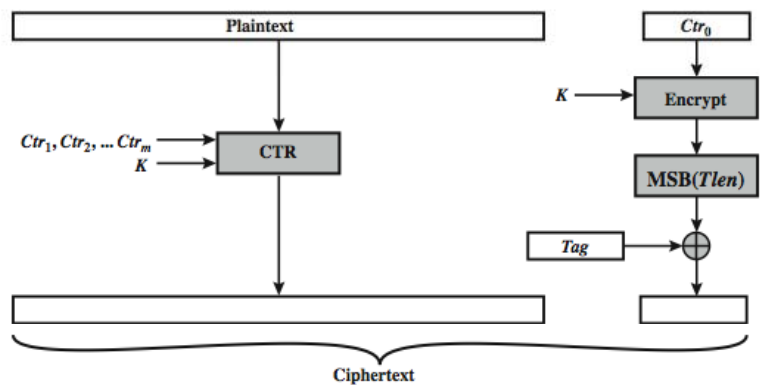 Plaintext
Ctr₀
K
Encrypt
Ctr₁, Ctr₂, ... Ctrₘ
K
CTR
MSB(Tlen)
Tag
Ciphertext